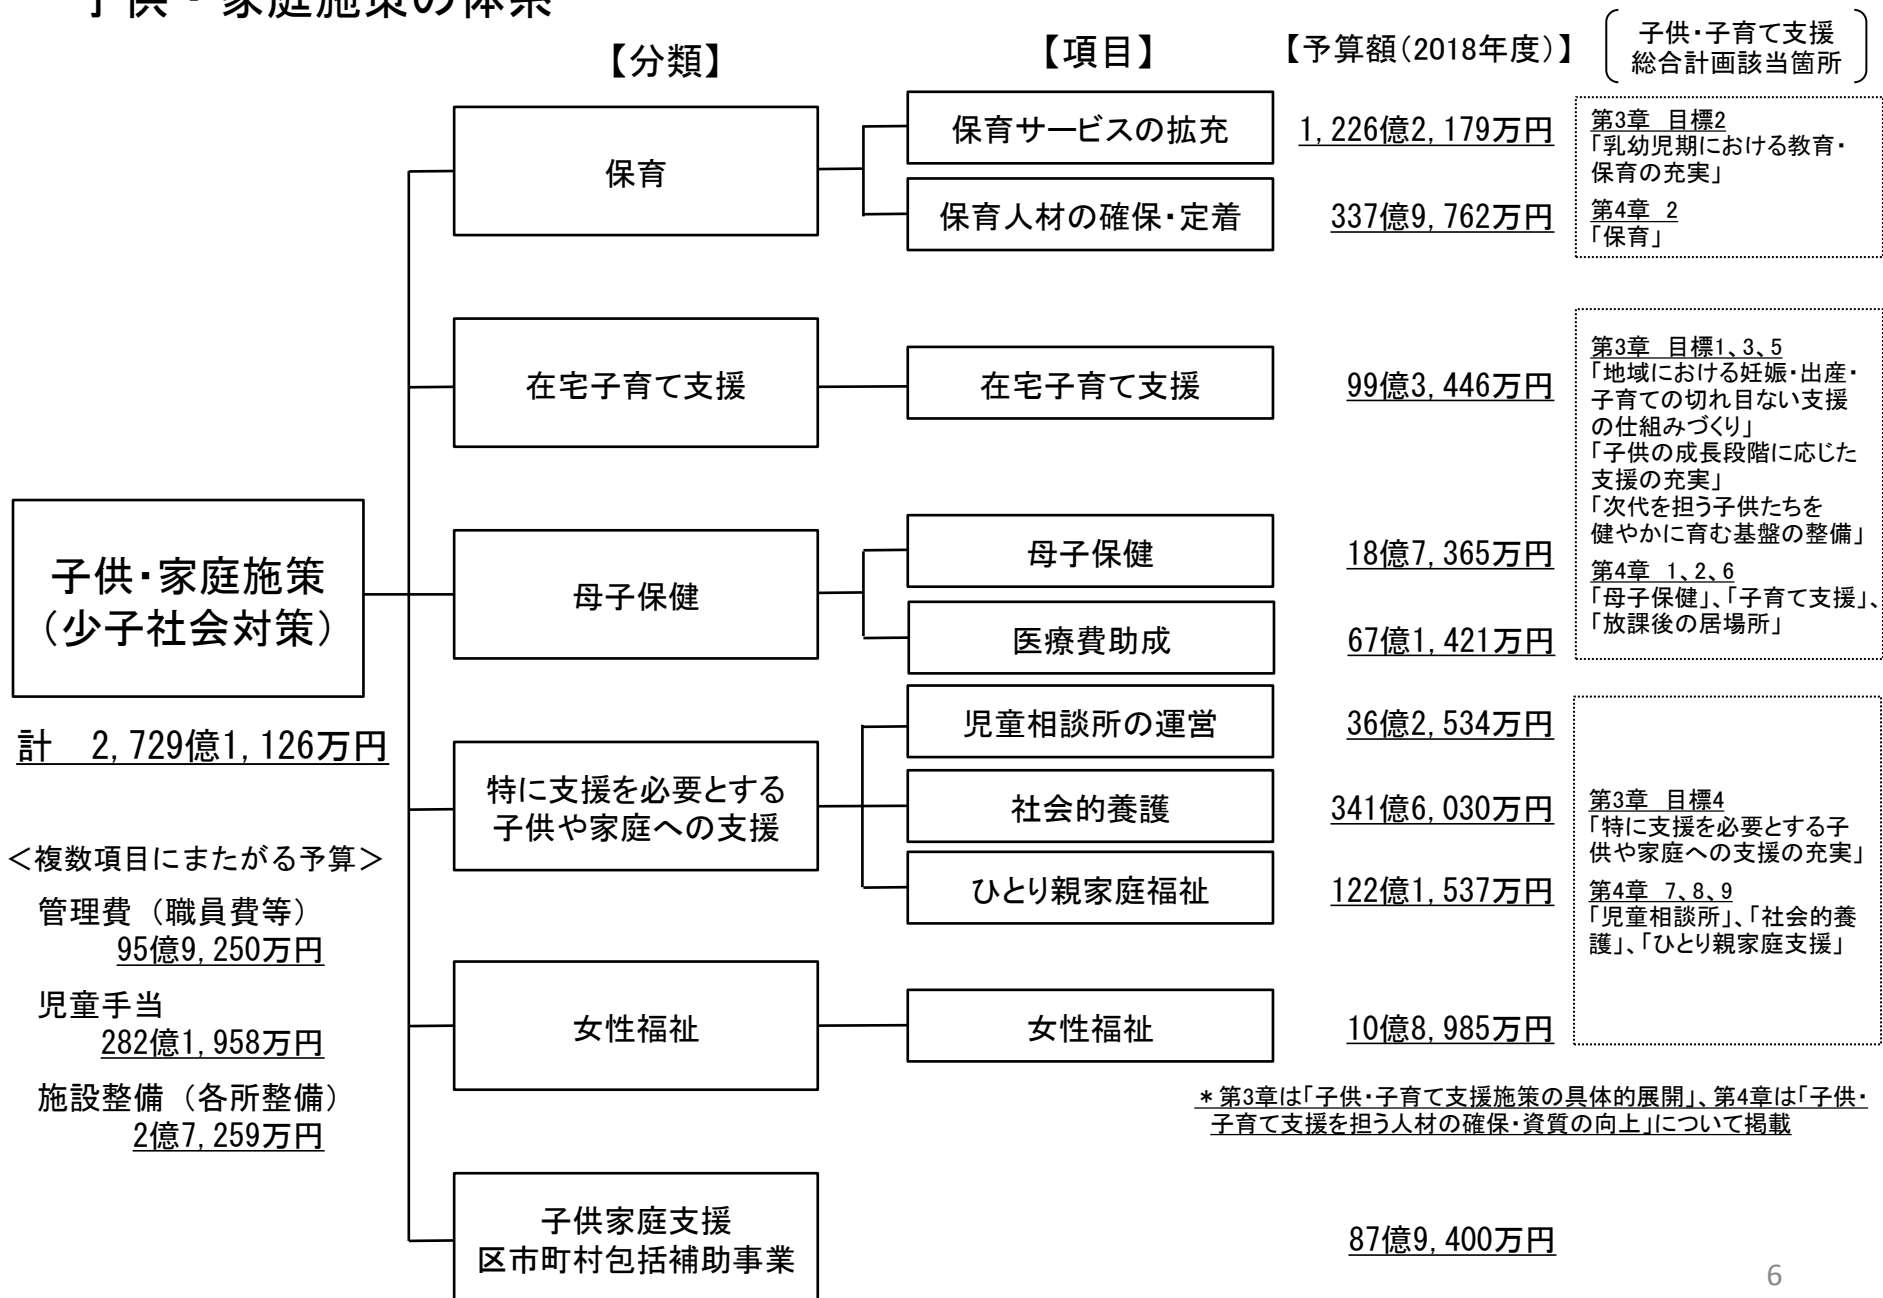 子供・家庭施策の体系
【分類】
【項目】
【予算額(2018年度)】
子供・子育て支援
総合計画該当箇所
子供・家庭施策
（少子社会対策）
計　2,729億1,126万円
＜複数項目にまたがる予算＞
管理費（職員費等）
95億9,250万円
児童手当
282億1,958万円
施設整備（各所整備）
2億7,259万円
保育
保育サービスの拡充
1,226億2,179万円
保育人材の確保・定着
337億9,762万円
第3章　目標2
「乳幼児期における教育・
保育の充実」
第4章　2
「保育」
在宅子育て支援
在宅子育て支援
99億3,446万円
母子保健
母子保健
18億7,365万円
医療費助成
67億1,421万円
第3章　目標1、3、5
「地域における妊娠・出産・
子育ての切れ目ない支援
の仕組みづくり」
「子供の成長段階に応じた
支援の充実」
「次代を担う子供たちを
健やかに育む基盤の整備」
第4章　1、2、6
「母子保健」、「子育て支援」、
「放課後の居場所」
特に支援を必要とする
子供や家庭への支援
児童相談所の運営
36億2,534万円
社会的養護
341億6,030万円
ひとり親家庭福祉
122億1,537万円
女性福祉
女性福祉
10億8,985万円
第3章　目標4
「特に支援を必要とする子
供や家庭への支援の充実」
第4章　7、8、9
「児童相談所」、「社会的養
護」、「ひとり親家庭支援」
＊第3章は「子供・子育て支援施策の具体的展開」、第4章は「子供・
子育て支援を担う人材の確保・資質の向上」について掲載
子供家庭支援
区市町村包括補助事業
87億9,400万円
6